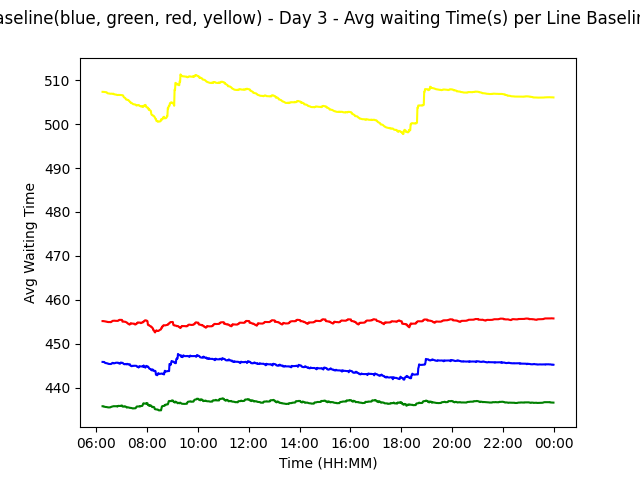 aseline(blue, green, red, yellow) - Day 3 - Avg waiting Time(s) per Line Baselin
Avg Waiting Time
510
500
490
480
470
460
450
440
06:00 08:00 10:00 12:00 14:00 16:00 18:00 20:00 22:00 00:00
Time (HH:MM)